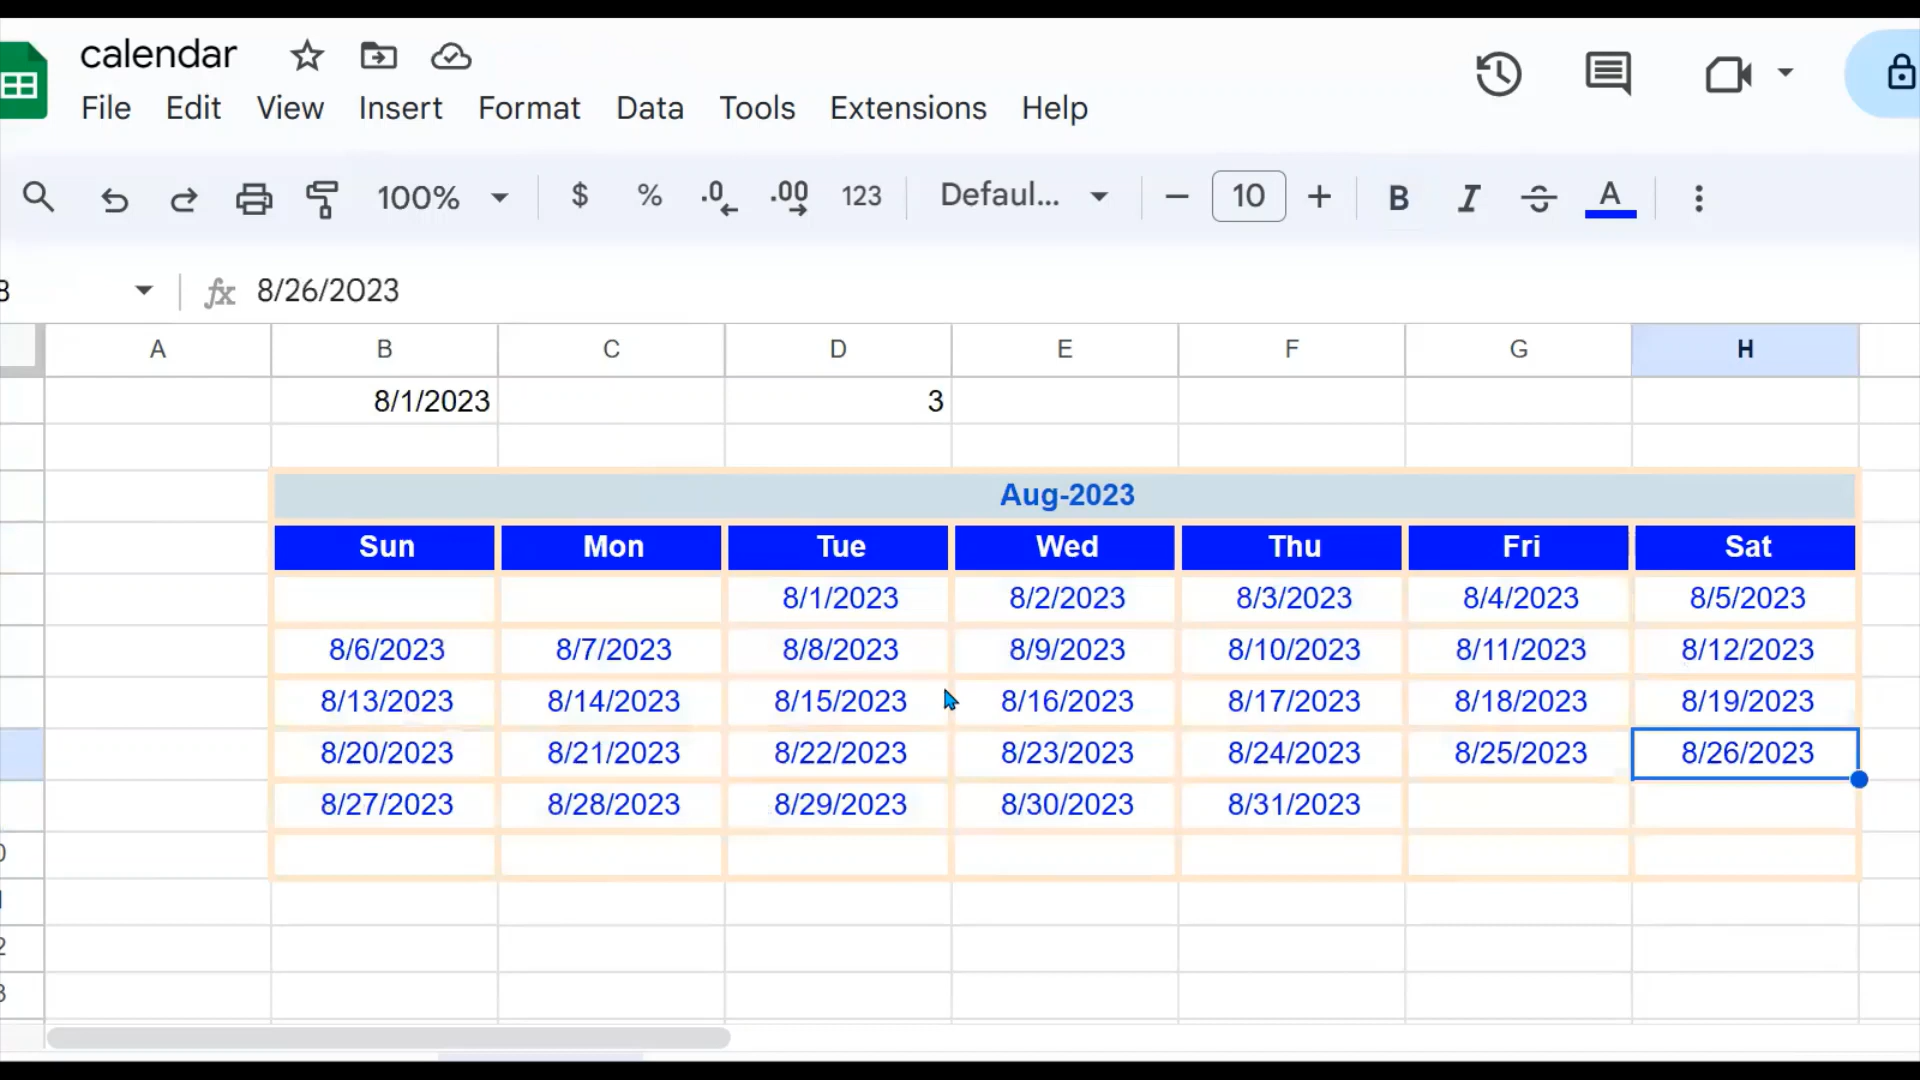 calendar
File Edit View Insert Format Data Tools Extensions Help
100% $ % .0 .00 123 Defaul... − 10 + B I S A
8 fx 8/26/2023
A B C D E F G H
8/1/2023 3
Aug-2023
Sun Mon Tue Wed Thu Fri Sat
8/1/2023 8/2/2023 8/3/2023 8/4/2023 8/5/2023
8/6/2023 8/7/2023 8/8/2023 8/9/2023 8/10/2023 8/11/2023 8/12/2023
8/13/2023 8/14/2023 8/15/2023 8/16/2023 8/17/2023 8/18/2023 8/19/2023
8/20/2023 8/21/2023 8/22/2023 8/23/2023 8/24/2023 8/25/2023 8/26/2023
8/27/2023 8/28/2023 8/29/2023 8/30/2023 8/31/2023
0
2
3